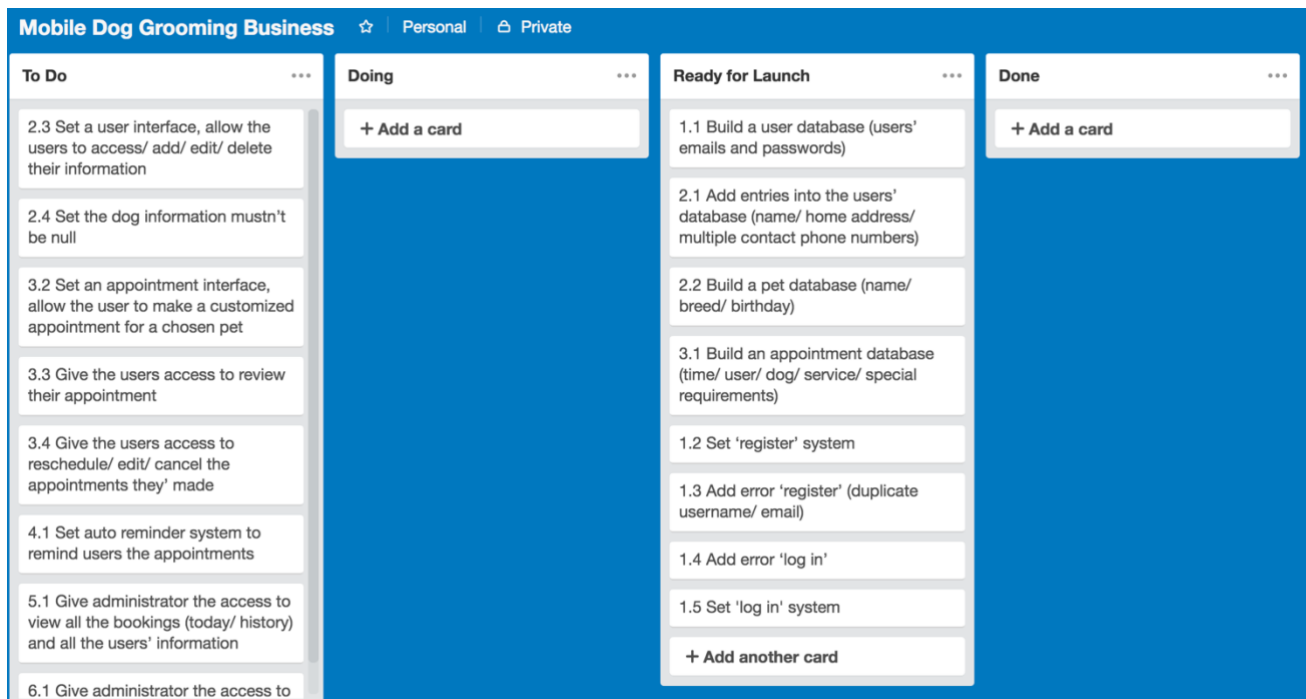 Mobile Dog Grooming Business Personal Private
To Do
2.3 Set a user interface, allow the
users to access/ add/ edit/ delete
their information
2.4 Set the dog information mustn’t
be null
3.2 Set an appointment interface,
allow the user to make a customized
appointment for a chosen pet
3.3 Give the users access to review
their appointment
3.4 Give the users access to
reschedule/ edit/ cancel the
appointments they’ made
4.1 Set auto reminder system to
remind users the appointments
5.1 Give administrator the access to
view all the bookings (today/ history)
and all the users’ information
6.1 Give administrator the access to
Doing
+ Add a card
Ready for Launch
1.1 Build a user database (users’
emails and passwords)
2.1 Add entries into the users’
database (name/ home address/
multiple contact phone numbers)
2.2 Build a pet database (name/
breed/ birthday)
3.1 Build an appointment database
(time/ user/ dog/ service/ special
requirements)
1.2 Set ‘register’ system
1.3 Add error ‘register’ (duplicate
username/ email)
1.4 Add error ‘log in’
1.5 Set 'log in' system
+ Add another card
Done
+ Add a card